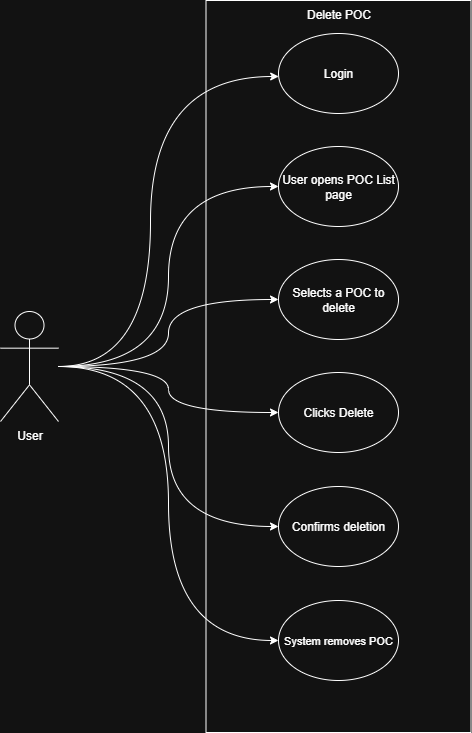 Delete POC
Login
User opens POC List
page
Selects a POC to
delete
Clicks Delete
User
Confirms deletion
System removes POC